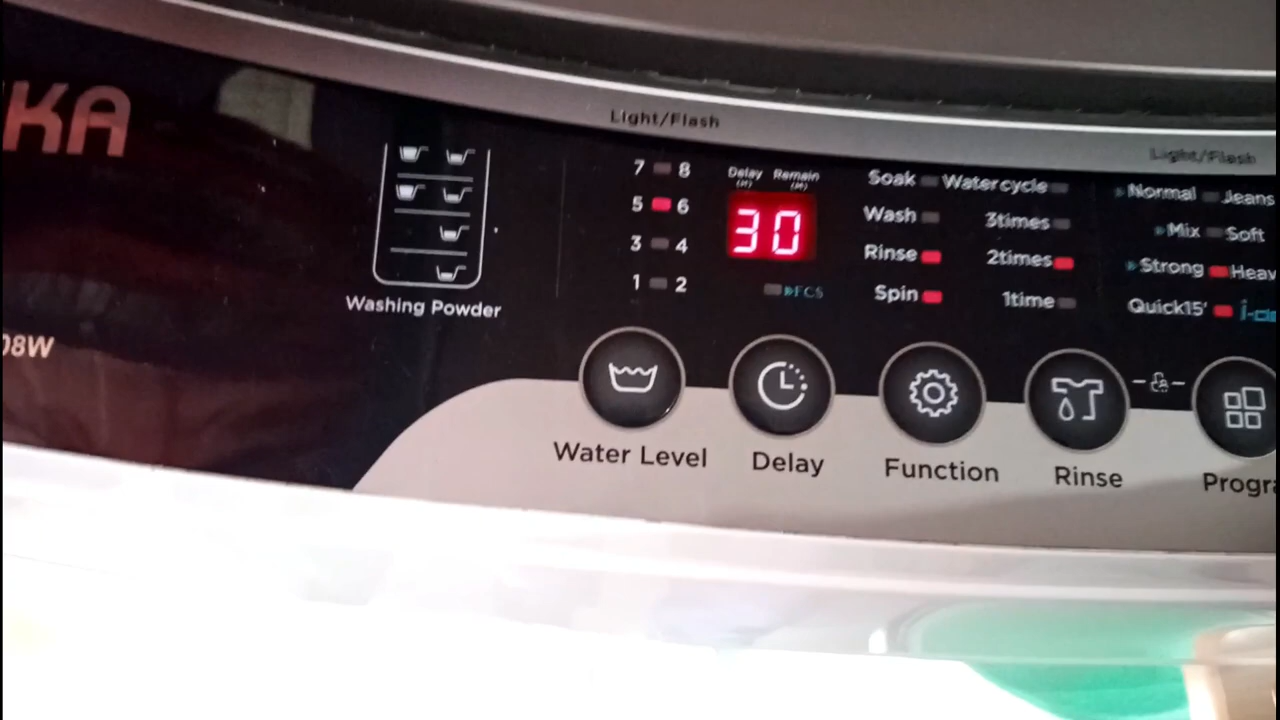 KA
Light/Flash
Light/Flash
7 8
5 6
3 4
1 2
Delay Remain
(H) (M)
30
FCS
Soak
Wash
Rinse
Spin
Watercycle
3times
2times
1time
Normal Jeans
Mix Soft
Strong Heav
Quick15' i-c
Washing Powder
08W
Water Level
Delay
Function
Rinse
Progra